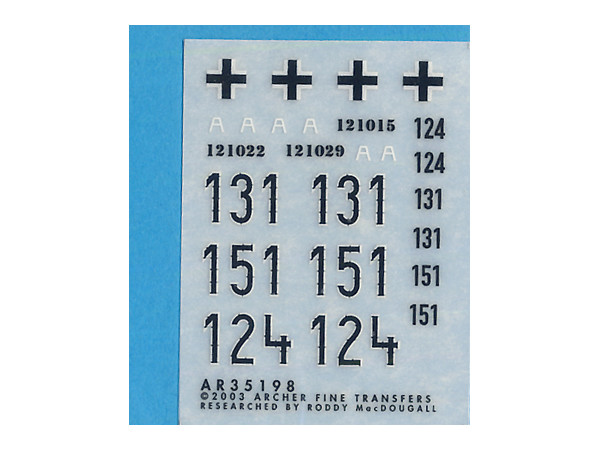 A A A A 121015 124
121022 121029 A A 124
131 131 131
131
151 151 151
151
124 124
AR35198
©2003 ARCHER FINE TRANSFERS
RESEARCHED BY RODDY MacDOUGALL